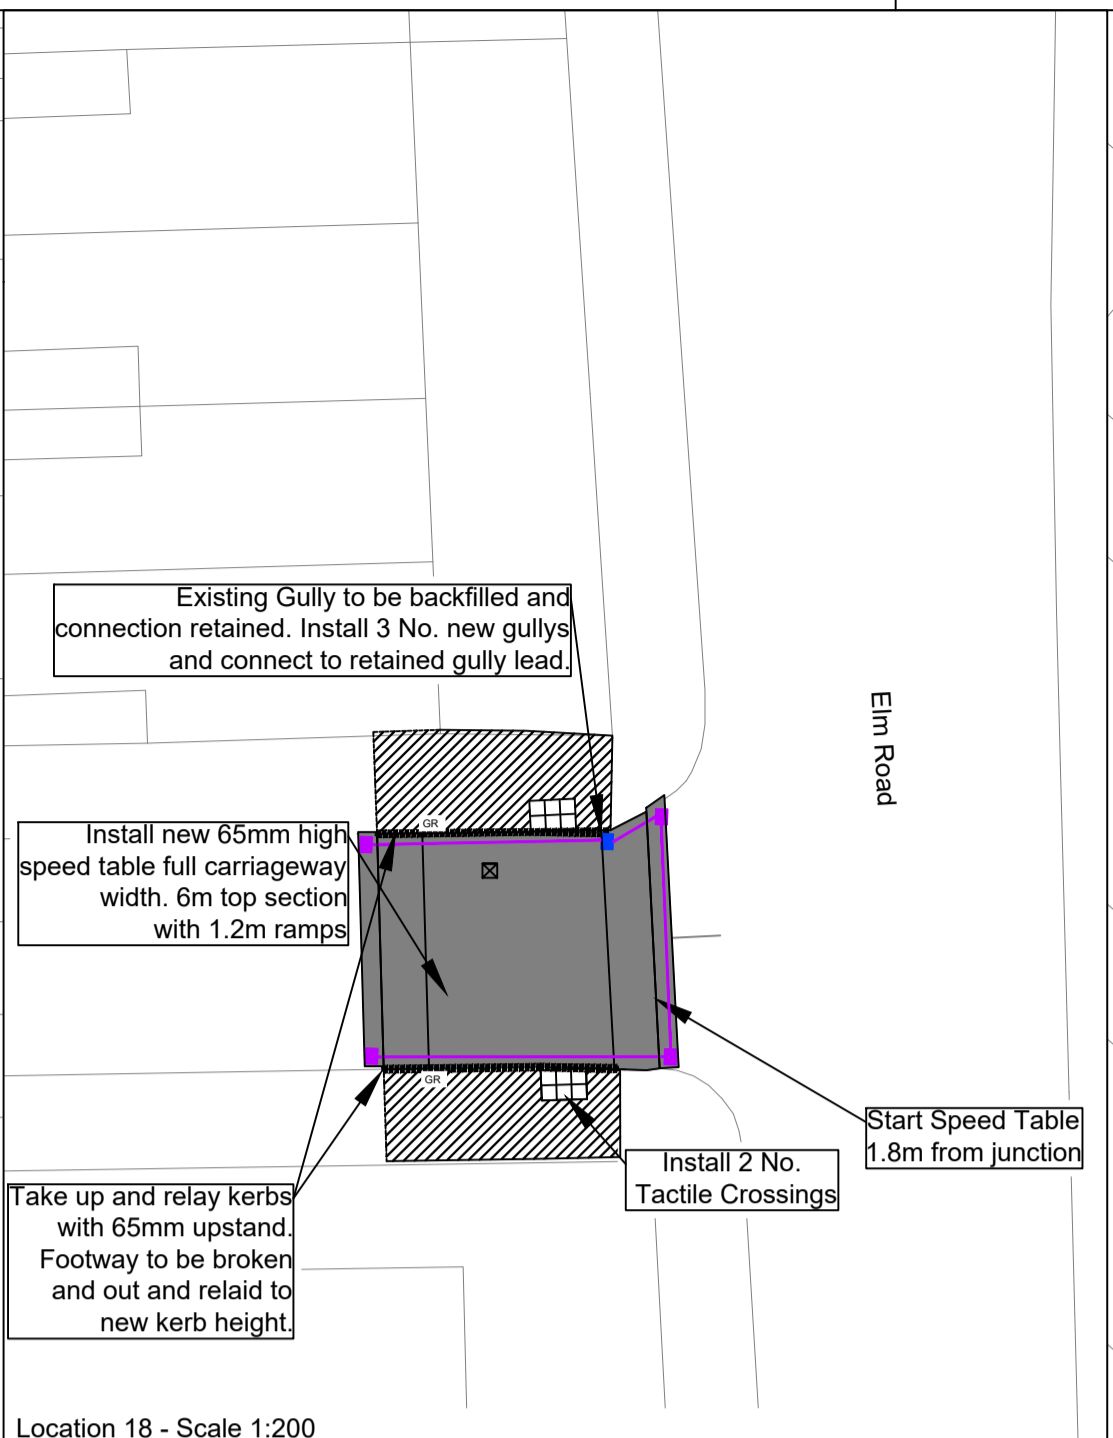 Existing Gully to be backfilled and
connection retained. Install 3 No. new gullys
and connect to retained gully lead.
Elm Road
GR
Install new 65mm high
speed table full carriageway
width. 6m top section
with 1.2m ramps
GR
Start Speed Table
1.8m from junction
Install 2 No.
Tactile Crossings
Take up and relay kerbs
with 65mm upstand.
Footway to be broken
and out and relaid to
new kerb height.
Location 18 - Scale 1:200